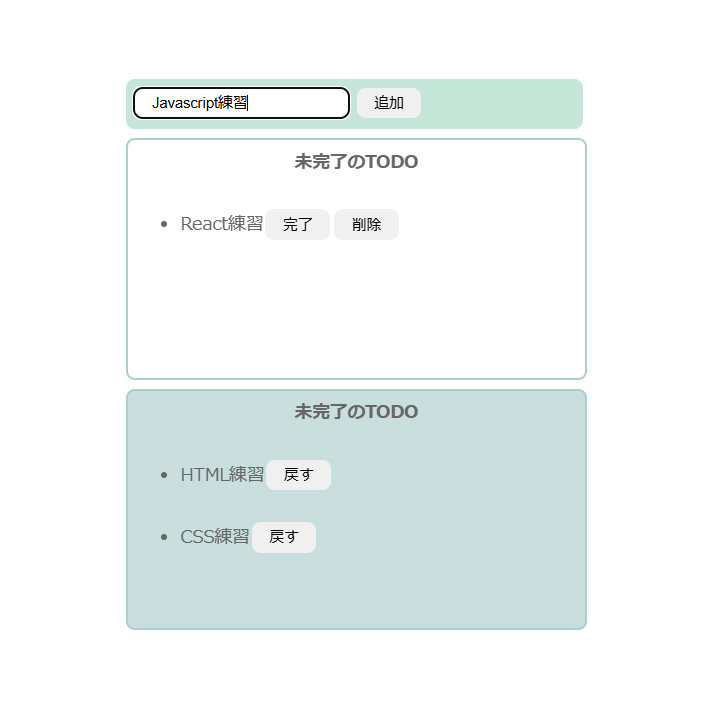 Javascript練習 追加
未完了のTODO
React練習 完了 削除
未完了のTODO
HTML練習 戻す
CSS練習 戻す